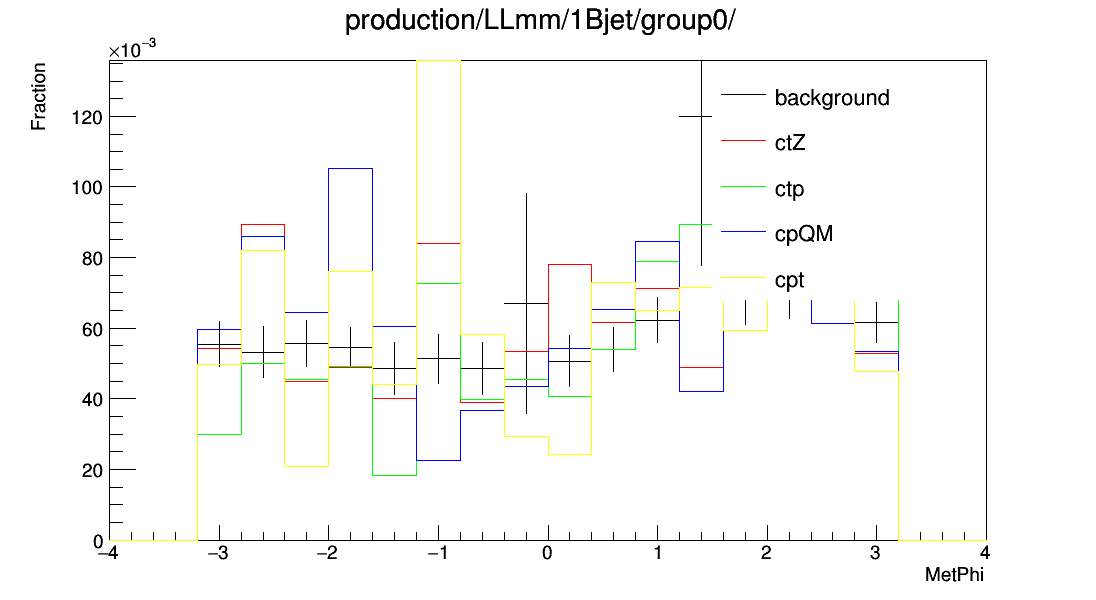 production/LLmm/1Bjet/group0/
×10⁻³
Fraction
120
100
80
60
40
20
0
background
ctZ
ctp
cpQM
cpt
−4 −3 −2 −1 0 1 2 3 4
MetPhi